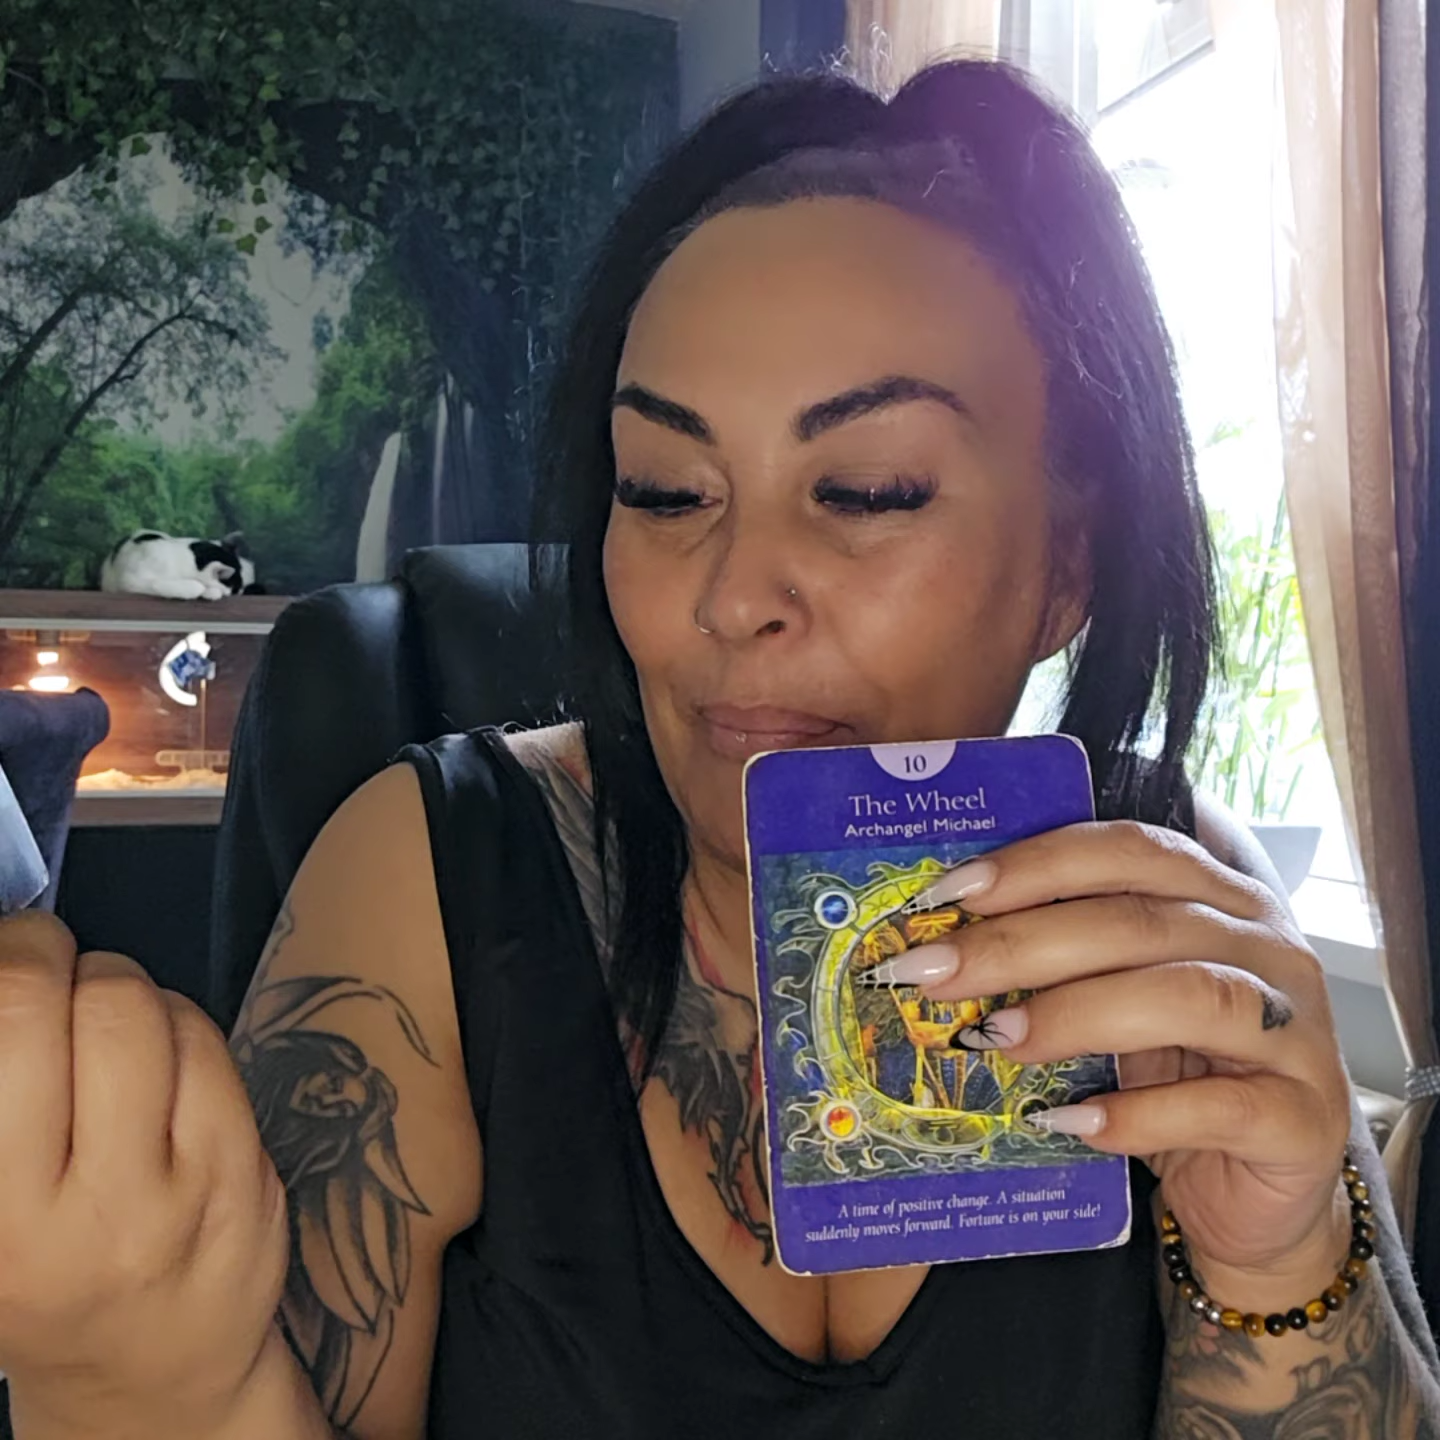 10
The Wheel
Archangel Michael
A time of positive change. A situation
suddenly moves forward. Fortune is on your side!